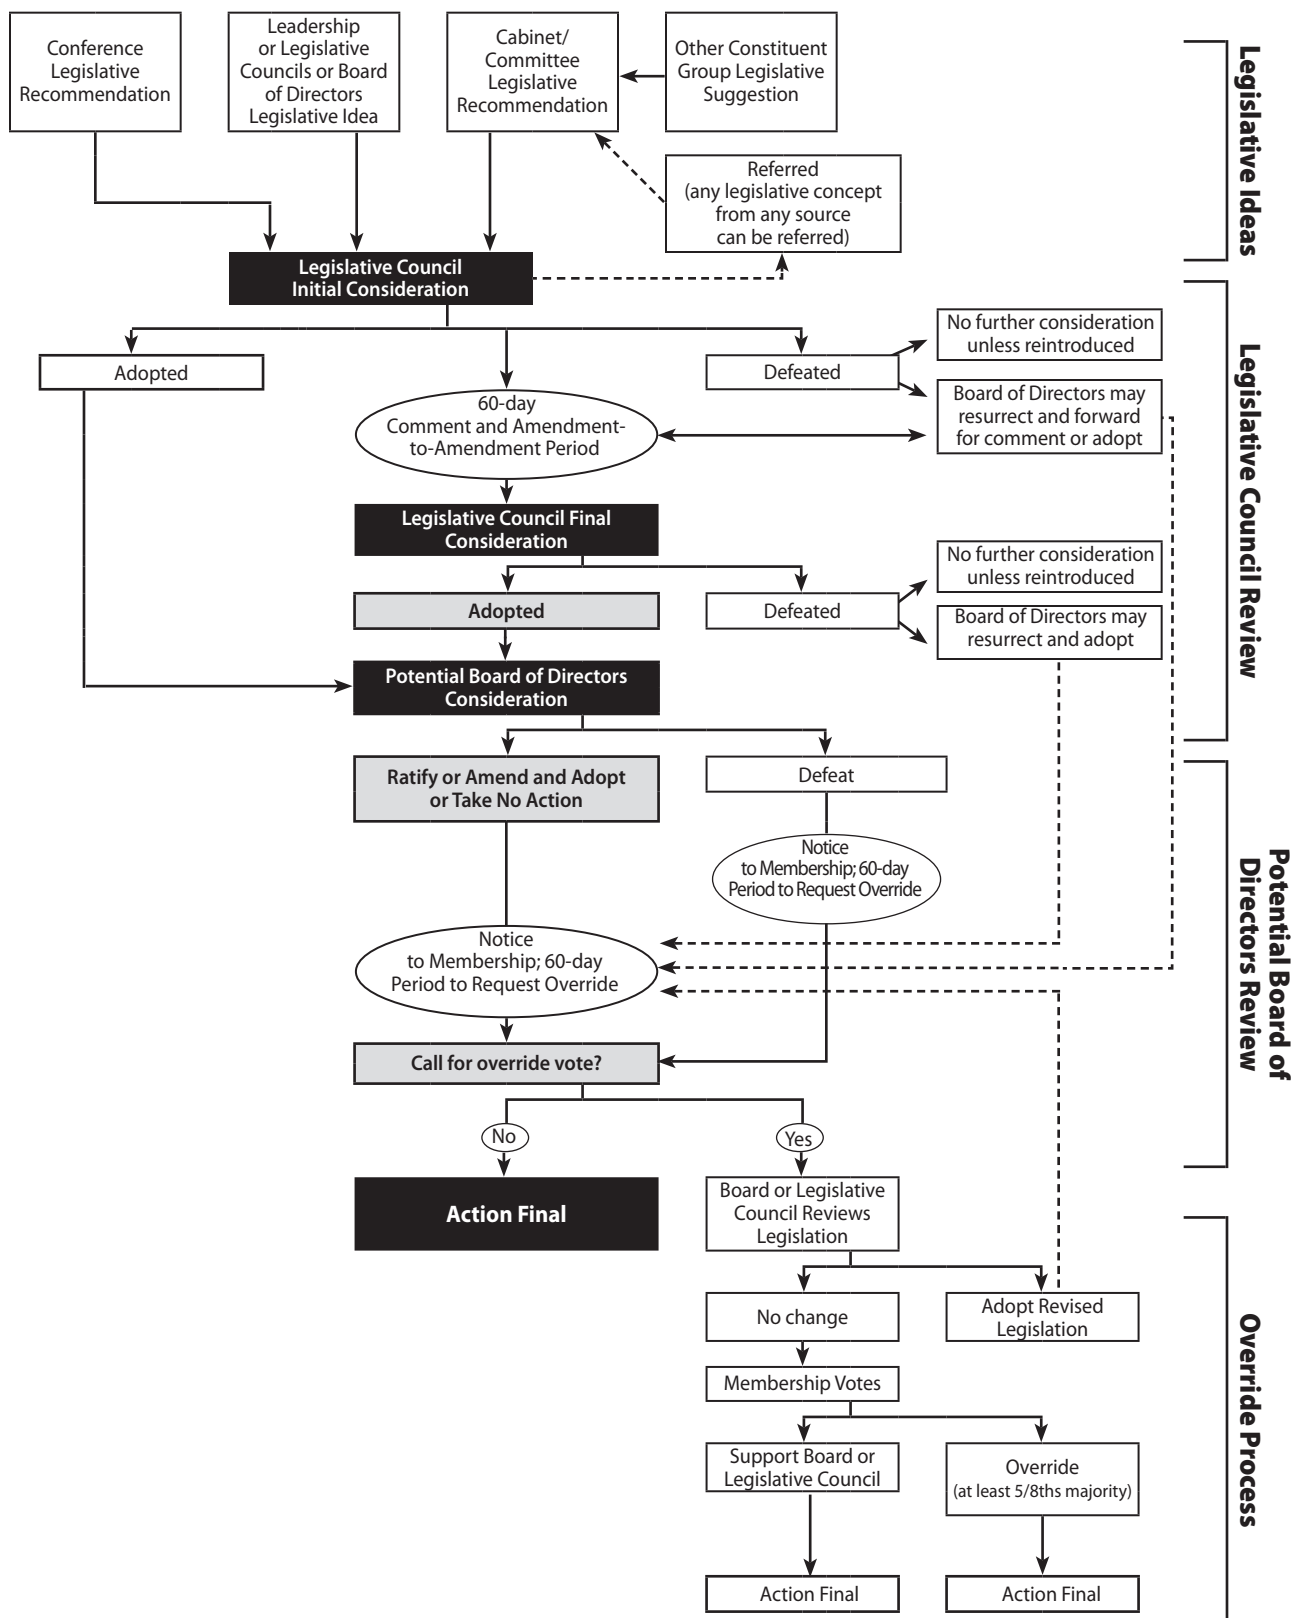 Conference
Legislative
Recommendation
Leadership
or Legislative
Councils or Board
of Directors
Legislative Idea
Cabinet/
Committee
Legislative
Recommendation
Other Constituent
Group Legislative
Suggestion
Referred
(any legislative concept
from any source
can be referred)
Legislative Ideas
Legislative Council
Initial Consideration
Adopted
60-day
Comment and Amendment-
to-Amendment Period
Defeated
No further consideration
unless reintroduced
Board of Directors may
resurrect and forward
for comment or adopt
Legislative Council Review
Legislative Council Final
Consideration
Adopted
Defeated
No further consideration
unless reintroduced
Board of Directors may
resurrect and adopt
Potential Board of Directors
Consideration
Ratify or Amend and Adopt
or Take No Action
Defeat
Notice
to Membership; 60-day
Period to Request Override
Potential Board of
Directors Review
Notice
to Membership; 60-day
Period to Request Override
Call for override vote?
No
Yes
Action Final
Board or Legislative
Council Reviews
Legislation
No change
Adopt Revised
Legislation
Override Process
Membership Votes
Support Board or
Legislative Council
Override
(at least 5/8ths majority)
Action Final
Action Final